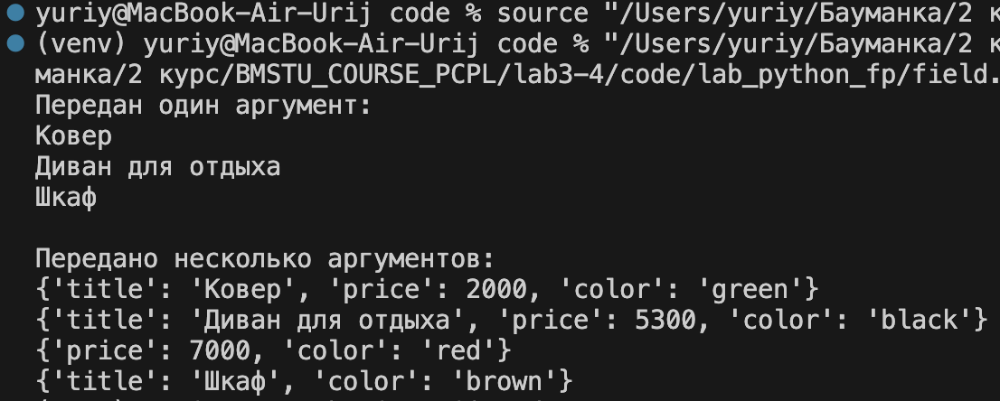 yuriy@MacBook-Air-Urij code % source "/Users/yuriy/Бауманка/2 к
(venv) yuriy@MacBook-Air-Urij code % "/Users/yuriy/Бауманка/2 к
манка/2 курс/BMSTU_COURSE_PCPL/lab3-4/code/lab_python_fp/field.
Передан один аргумент:
Ковер
Диван для отдыха
Шкаф
Передано несколько аргументов:
{'title': 'Ковер', 'price': 2000, 'color': 'green'}
{'title': 'Диван для отдыха', 'price': 5300, 'color': 'black'}
{'price': 7000, 'color': 'red'}
{'title': 'Шкаф', 'color': 'brown'}